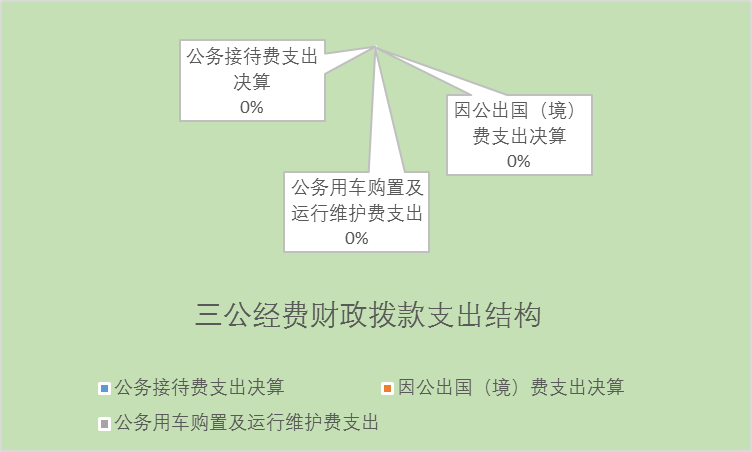 公务接待费支出
决算
0%
因公出国（境）
费支出决算
0%
公务用车购置及
运行维护费支出
0%
三公经费财政拨款支出结构
公务接待费支出决算
因公出国（境）费支出决算
公务用车购置及运行维护费支出